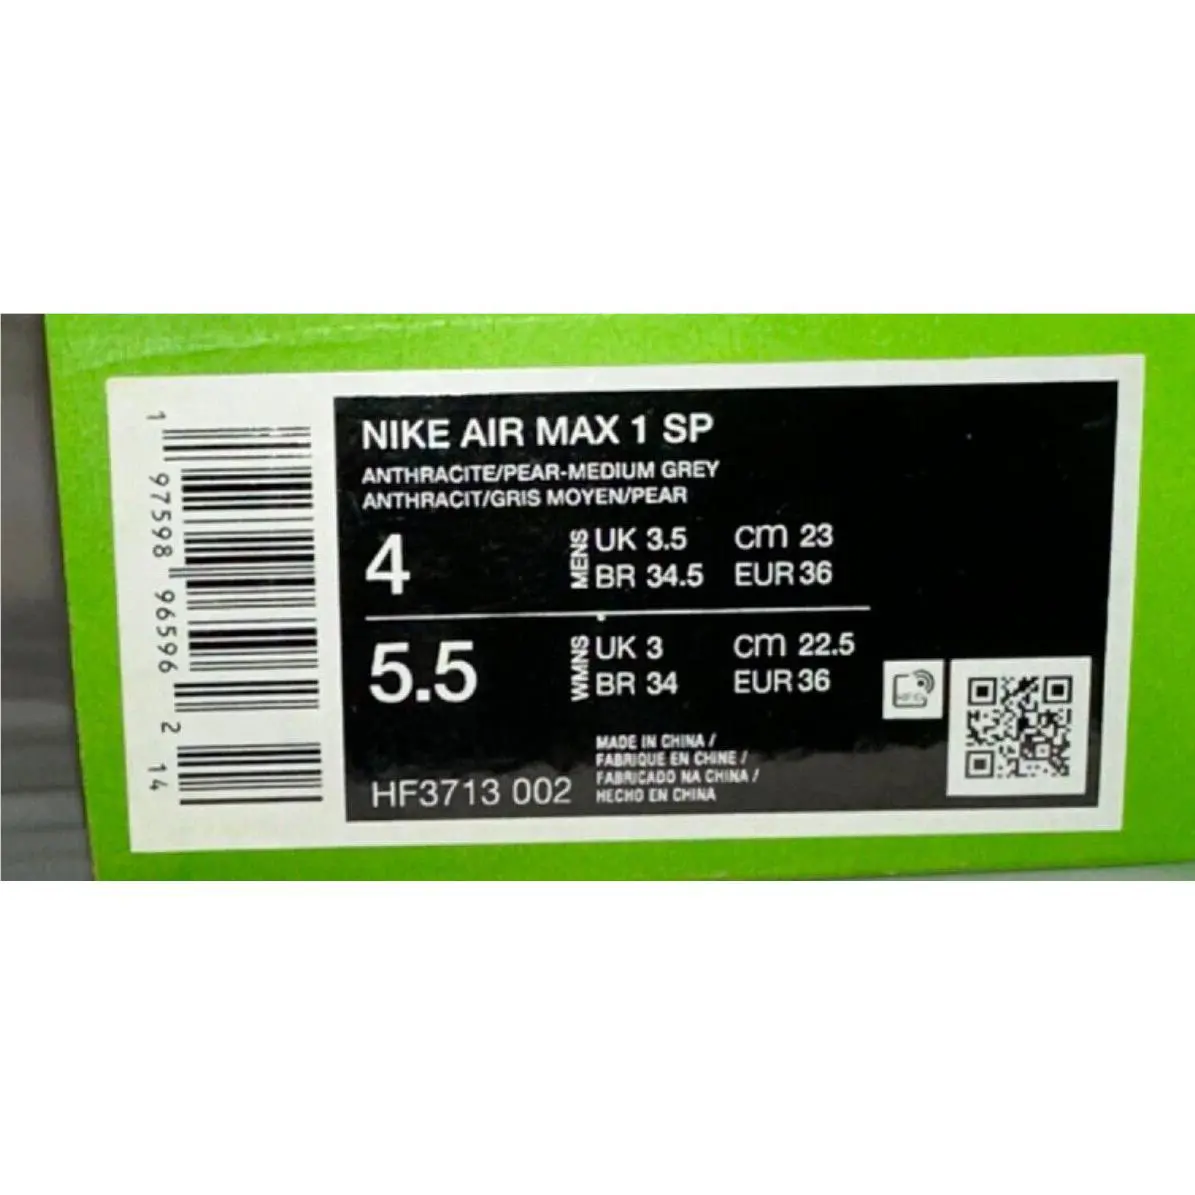 NIKE AIR MAX 1 SP
ANTHRACITE/PEAR-MEDIUM GREY
ANTHRACIT/GRIS MOYEN/PEAR
4 MENS UK 3.5 cm 23
BR 34.5 EUR 36
5.5 WMNS UK 3 cm 22.5
BR 34 EUR 36
HF3713 002
MADE IN CHINA /
FABRIQUE EN CHINE /
FABRICADO NA CHINA /
HECHO EN CHINA
1 97598 96596 2 14